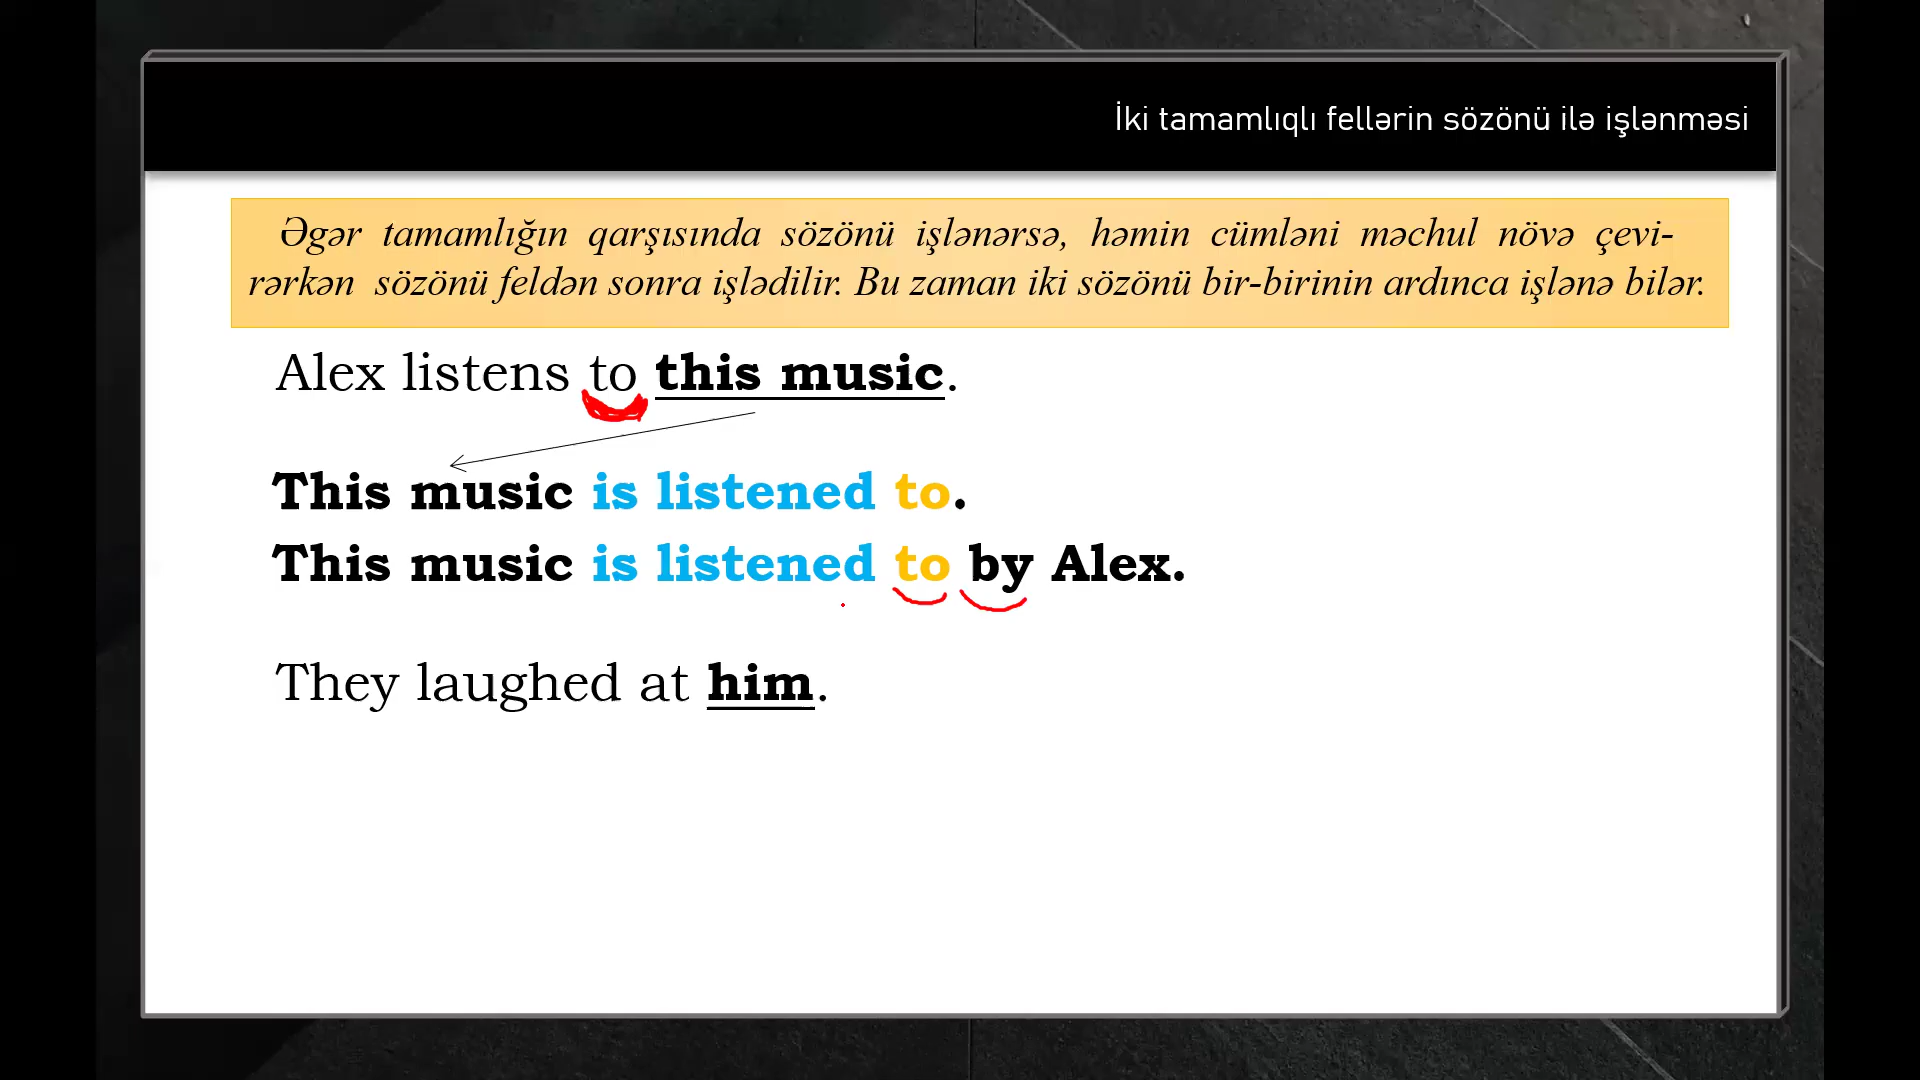 İki tamamlıqlı fellərin sözönü ilə işlənməsi
Əgər tamamlığın qarşısında sözönü işlənərsə, həmin cümləni məchul növə çevi-
rərkən sözönü feldən sonra işlədilir. Bu zaman iki sözönü bir-birinin ardınca işlənə bilər.
Alex listens to this music.
This music is listened to.
This music is listened to by Alex.
They laughed at him.